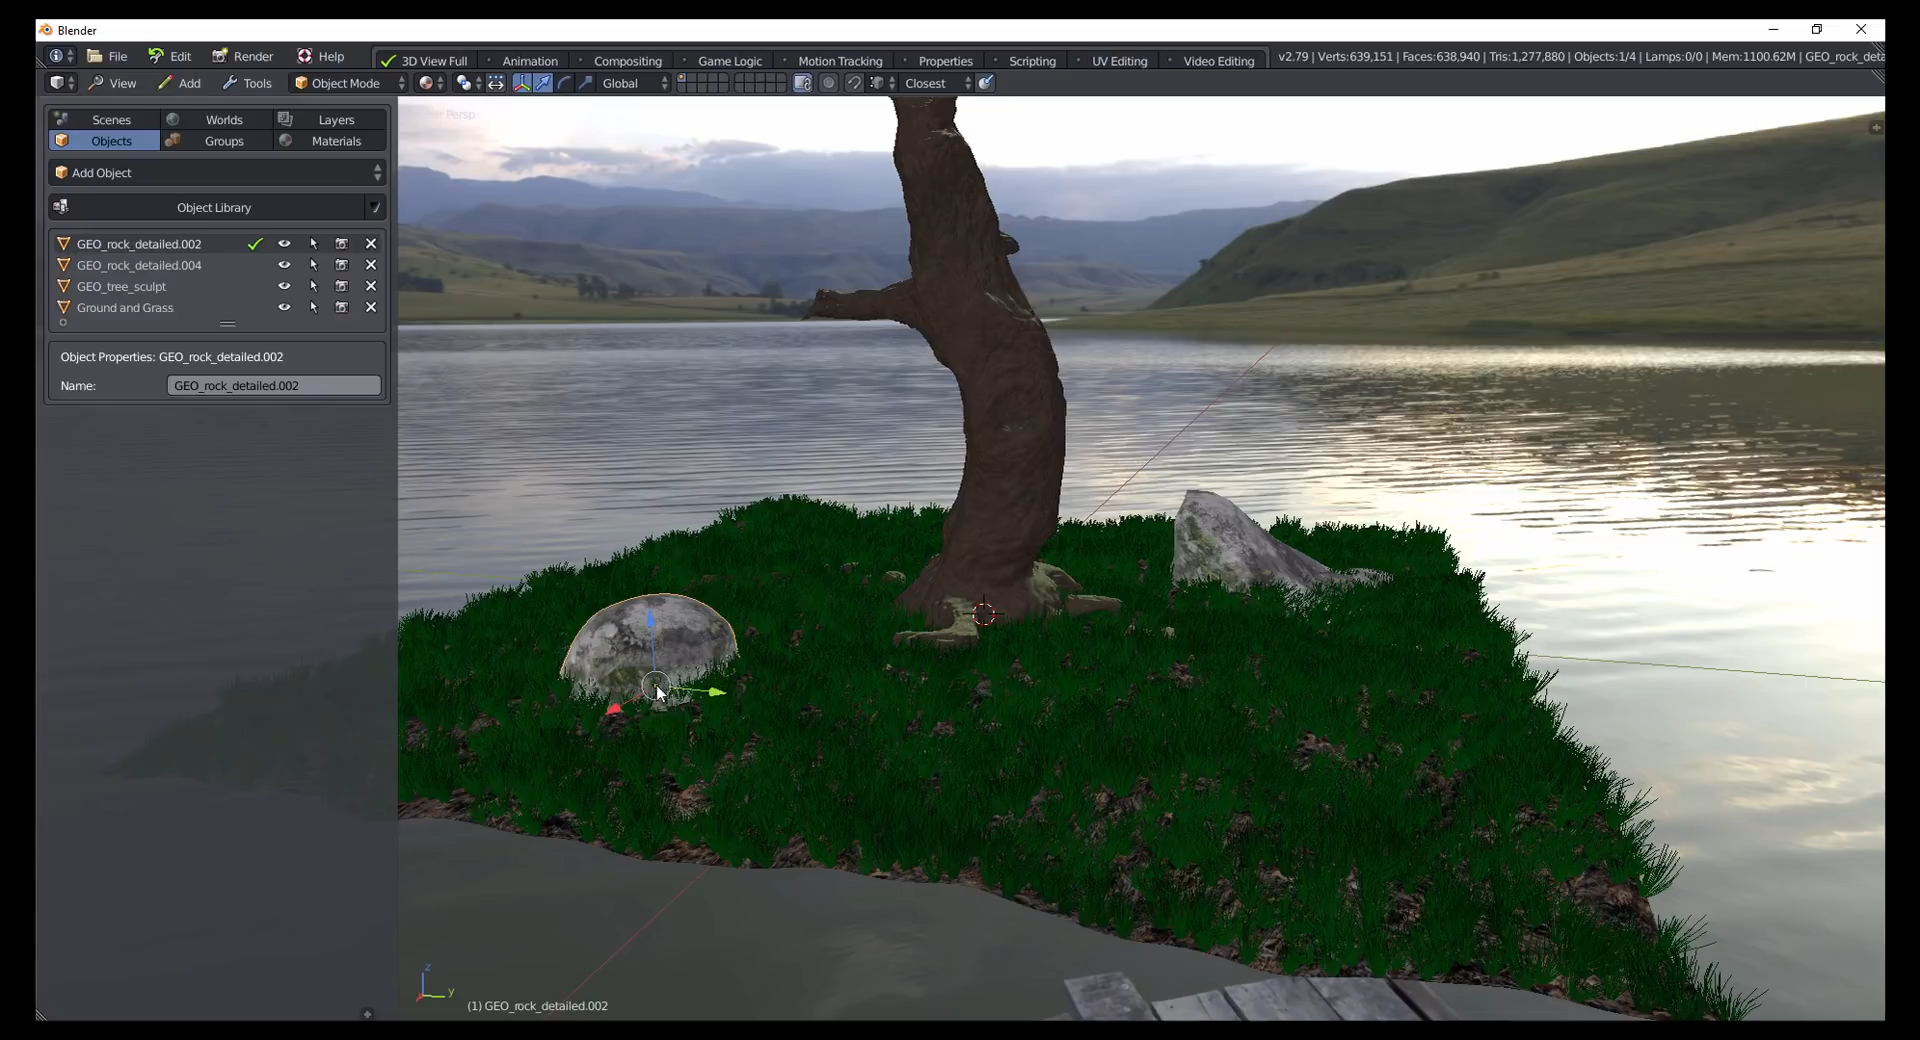 Blender
File Edit Render Help 3D View Full Animation Compositing Game Logic Motion Tracking Properties Scripting UV Editing Video Editing v2.79 | Verts:639,151 | Faces:638,940 | Tris:1,277,880 | Objects:1/4 | Lamps:0/0 | Mem:1100.62M | GEO_rock_deta
View Add Tools Object Mode Global Closest
Persp
Scenes Worlds Layers
Objects Groups Materials
Add Object
Object Library
GEO_rock_detailed.002
GEO_rock_detailed.004
GEO_tree_sculpt
Ground and Grass
Object Properties: GEO_rock_detailed.002
Name: GEO_rock_detailed.002
z
y
(1) GEO_rock_detailed.002